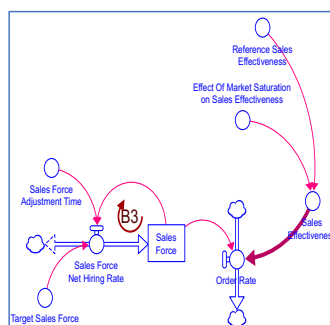 Reference Sales
Effectiveness
Effect Of Market Saturation
on Sales Effectiveness
Sales Force
Adjustment Time
B3
Sales
Force
Sales
Effectiveness
Sales Force
Net Hiring Rate
Order Rate
Target Sales Force